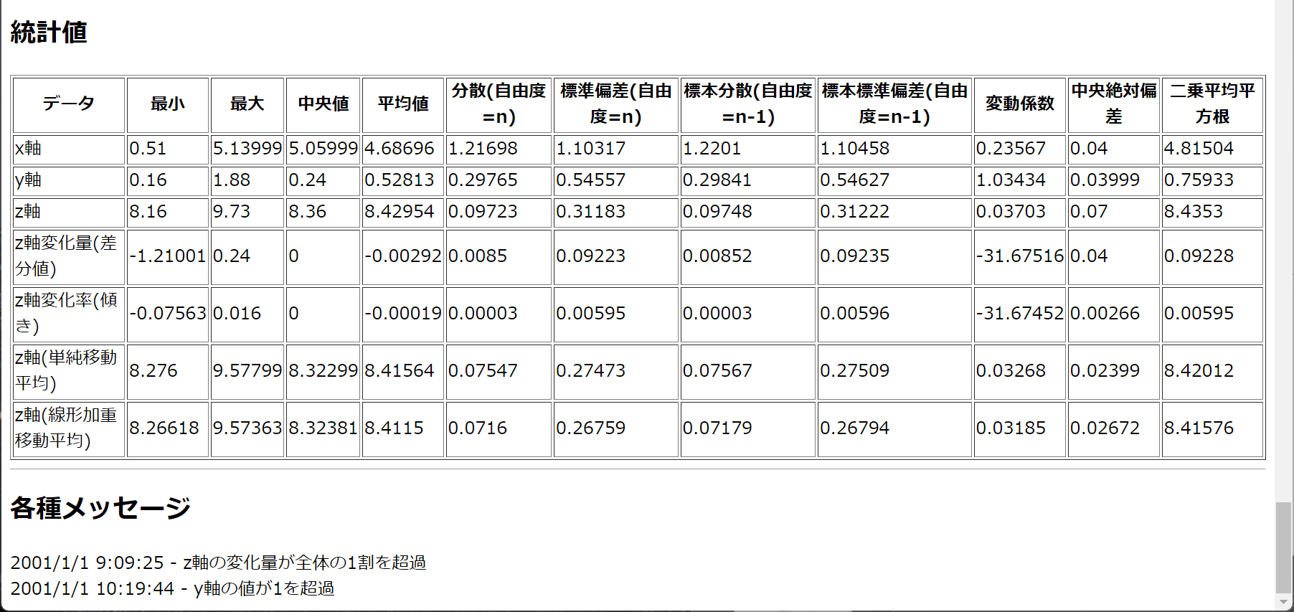 統計値
データ 最小 最大 中央値 平均値 分散(自由度=n) 標準偏差(自由度=n) 標本分散(自由度=n-1) 標本標準偏差(自由度=n-1) 変動係数 中央絶対偏差 二乗平均平方根
x軸 0.51 5.13999 5.05999 4.68696 1.21698 1.10317 1.2201 1.10458 0.23567 0.04 4.81504
y軸 0.16 1.88 0.24 0.52813 0.29765 0.54557 0.29841 0.54627 1.03434 0.03999 0.75933
z軸 8.16 9.73 8.36 8.42954 0.09723 0.31183 0.09748 0.31222 0.03703 0.07 8.4353
z軸変化量(差分値) -1.21001 0.24 0 -0.00292 0.0085 0.09223 0.00852 0.09235 -31.67516 0.04 0.09228
z軸変化率(傾き) -0.07563 0.016 0 -0.00019 0.00003 0.00595 0.00003 0.00596 -31.67452 0.00266 0.00595
z軸(単純移動平均) 8.276 9.57799 8.32299 8.41564 0.07547 0.27473 0.07567 0.27509 0.03268 0.02399 8.42012
z軸(線形加重移動平均) 8.26618 9.57363 8.32381 8.4115 0.0716 0.26759 0.07179 0.26794 0.03185 0.02672 8.41576
各種メッセージ
2001/1/1 9:09:25 - z軸の変化量が全体の1割を超過
2001/1/1 10:19:44 - y軸の値が1を超過